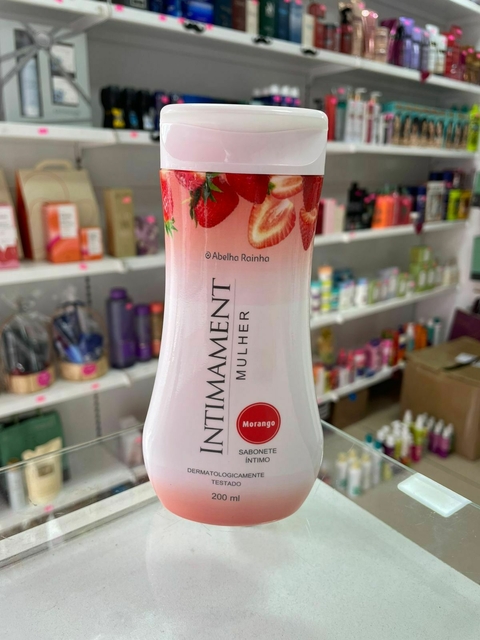 Abelha Rainha
INTIMAMENT
MULHER
Morango
SABONETE
ÍNTIMO
DERMATOLOGICAMENTE
TESTADO
200 ml